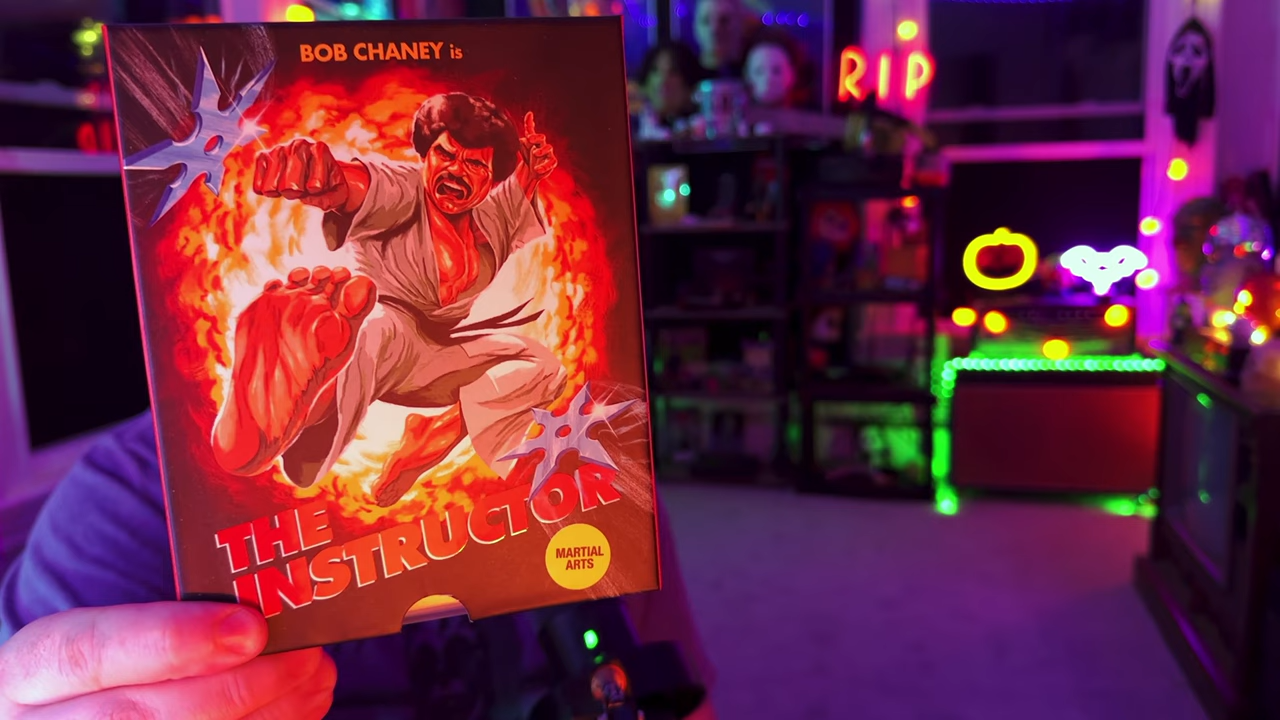 BOB CHANEY is
THE
INSTRUCTOR
MARTIAL
ARTS
RIP